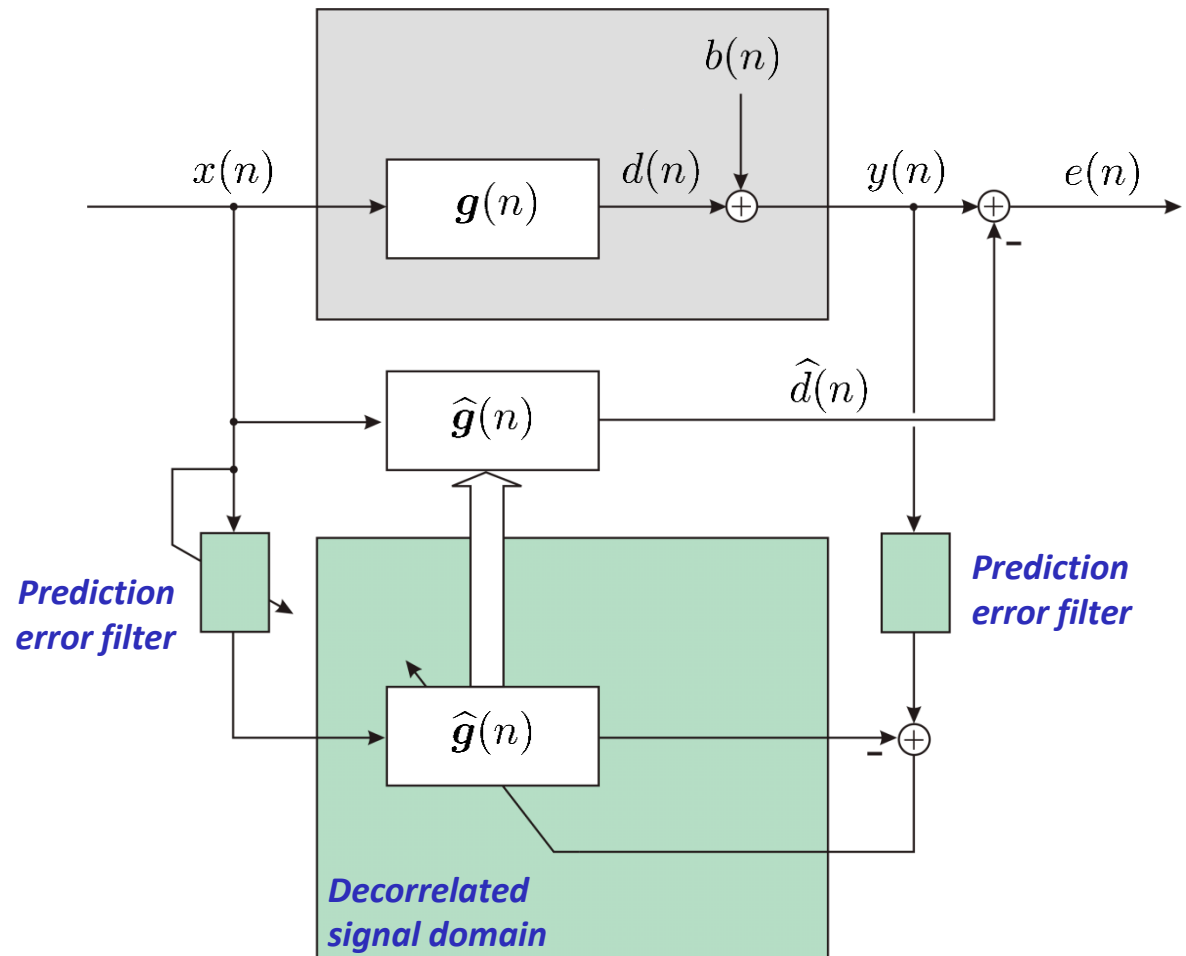 b(n)
x(n)
g(n)
d(n)
y(n)
e(n)
-
ĝ(n)
d̂(n)
Prediction
error filter
Prediction
error filter
ĝ(n)
-
Decorrelated
signal domain